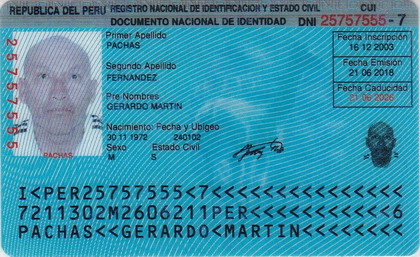 REPUBLICA DEL PERU REGISTRO NACIONAL DE IDENTIFICACION Y ESTADO CIVIL CUI
DOCUMENTO NACIONAL DE IDENTIDAD DNI 25757555 - 7
25757555
Primer Apellido
PACHAS
Segundo Apellido
FERNANDEZ
Pre Nombres
GERARDO MARTIN
Nacimiento: Fecha y Ubigeo
30 11 1972 240102
Sexo Estado Civil
M S
Fecha Inscripción
16 12 2003
Fecha Emisión
21 06 2018
Fecha Caducidad
21 06 2026
PACHAS
I<PER25757555<7<<<<<<<<<<<<<<<
7211302M2606211PER<<<<<<<<<<<6
PACHAS<<GERARDO<MARTIN<<<<<<<<